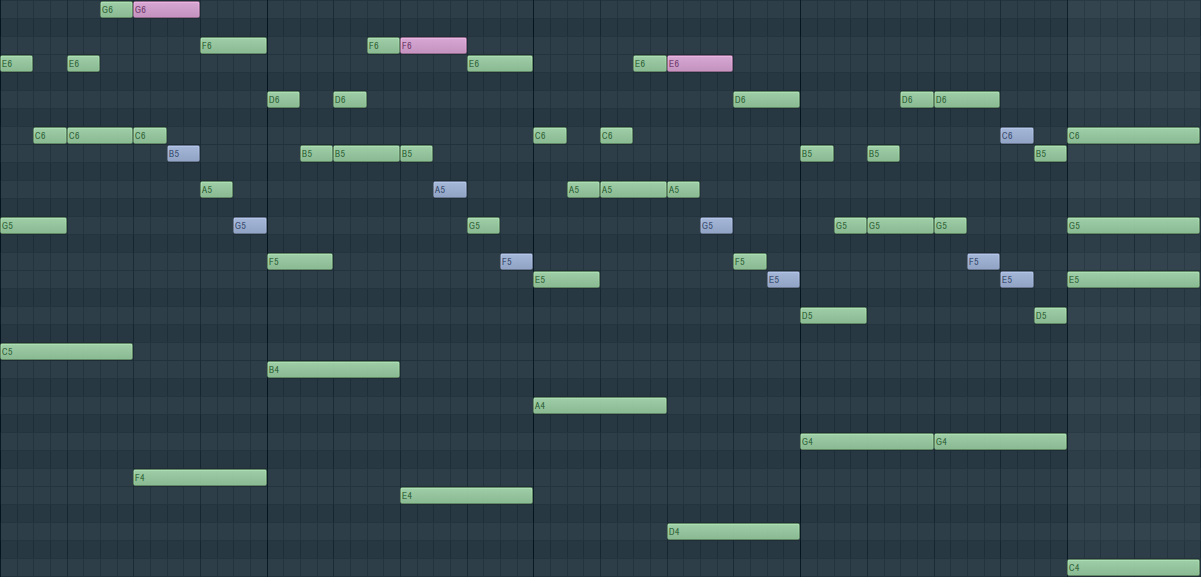 G6 G6
F6 F6 F6
E6 E6 E6 E6 E6
D6 D6 D6 D6 D6
C6 C6 C6 C6 C6 C6 C6
B5 B5 B5 B5 B5 B5 B5
A5 A5 A5 A5 A5
G5 G5 G5 G5 G5 G5 G5 G5
F5 F5 F5 F5
E5 E5 E5 E5
D5 D5
C5
B4
A4
G4 G4
F4
E4
D4
C4